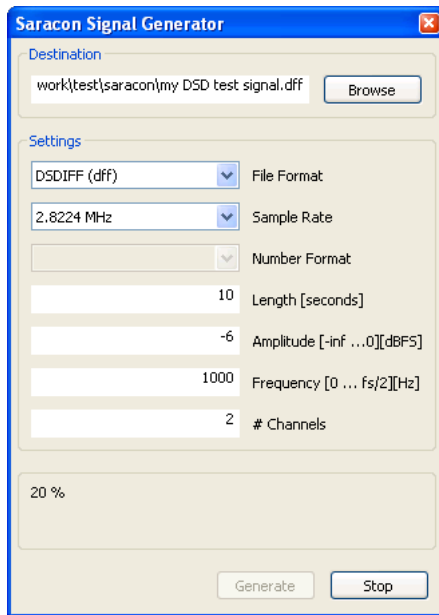 Saracon Signal Generator
Destination
work\test\saracon\my DSD test signal.dff
Browse
Settings
DSDIFF (dff) File Format
2.8224 MHz Sample Rate
Number Format
10 Length [seconds]
-6 Amplitude [-inf ...0][dBFS]
1000 Frequency [0 ... fs/2][Hz]
2 # Channels
20 %
Generate Stop